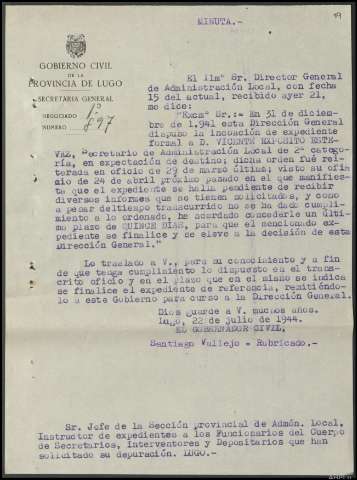 MINUTA.-
GOBIERNO CIVIL
DE LA
PROVINCIA DE LUGO
SECRETARIA GENERAL
NEGOCIADO
NÚMERO 897
El Ilmº Sr. Director General
de Administración Local, con fecha
15 del actual, recibido ayer 21,
me dice:
"Excmº Sr.:- En 31 de diciem-
bre de 1.941 esta Dirección General
dispuso la incoación de expediente
formal a D. VICENTE EXPOSITO ESTE-
VEZ, Secretario de Administración Local de 2ª catego-
ría, en expectación de destino; dicha orden fué rei-
terada en oficio de 29 de marzo último; visto su ofi-
cio de 24 de abril próximo pasado en el que manifies-
ta que el expediente se halla pendiente de recibir
diversos informes que se tienen solicitados, y como
a pesar del tiempo transcurrido no se ha dado cumpli-
miento a lo ordenado, he acordado concederle un últi-
mo plazo de QUINCE DIAS, para que el mencionado ex-
pediente se finalice y se eleve a la decisión de esta
Dirección General."
Lo traslado a V., para su conocimiento y a fin
de que tenga cumplimiento lo dispuesto en el trans-
crito oficio y en el plazo que en el mismo se indica
se finalice el expediente de referencia, remitiéndo-
lo a este Gobierno para curso a la Dirección General.
Dios guarde a V. muchos años.
Lugo, 22 de julio de 1944.
EL GOBERNADOR CIVIL,
Santiago Vallejo - Rubricado.-
Sr. Jefe de la Sección provincial de Admón. Local,
Instructor de expedientes a los Funcionarios del Cuerpo
de Secretarios, Interventores y Depositarios que han
solicitado su depuración. LUGO.-